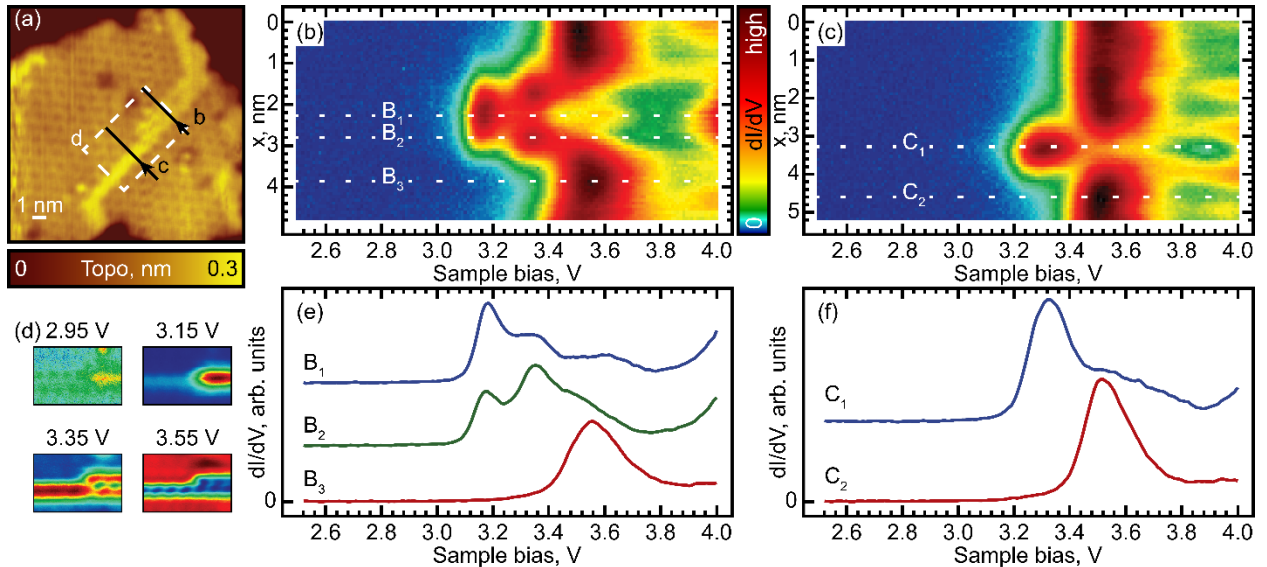 (a)
b
d
c
1 nm
0 Topo, nm 0.3
(b)
x, nm
0
1
2
3
4
B₁
B₂
B₃
2.6 2.8 3.0 3.2 3.4 3.6 3.8 4.0
Sample bias, V
high
dI/dV
0
(c)
x, nm
0
1
2
3
4
5
C₁
C₂
2.6 2.8 3.0 3.2 3.4 3.6 3.8 4.0
Sample bias, V
(d) 2.95 V 3.15 V
3.35 V 3.55 V
(e)
dI/dV, arb. units
B₁
B₂
B₃
0
2.6 2.8 3.0 3.2 3.4 3.6 3.8 4.0
Sample bias, V
(f)
dI/dV, arb. units
C₁
C₂
0
2.6 2.8 3.0 3.2 3.4 3.6 3.8 4.0
Sample bias, V